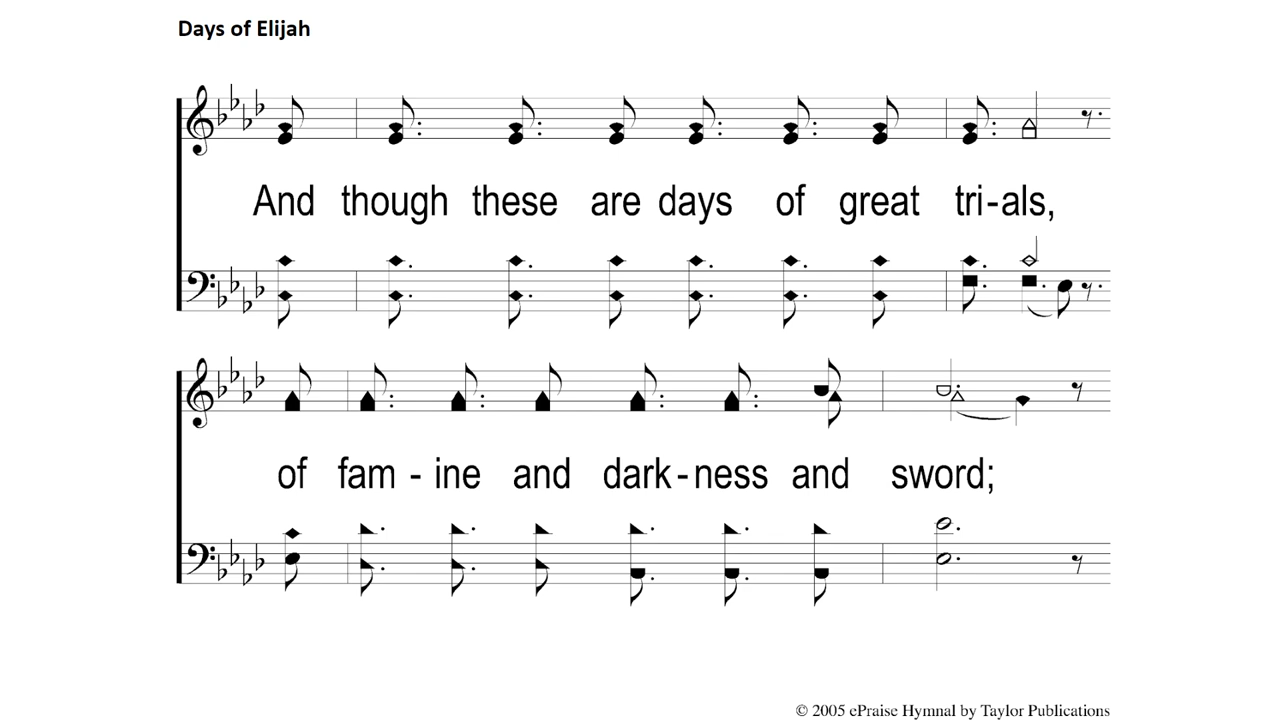 Days of Elijah
And though these are days of great tri-als,
of fam - ine and dark-ness and sword;
© 2005 ePraise Hymnal by Taylor Publications